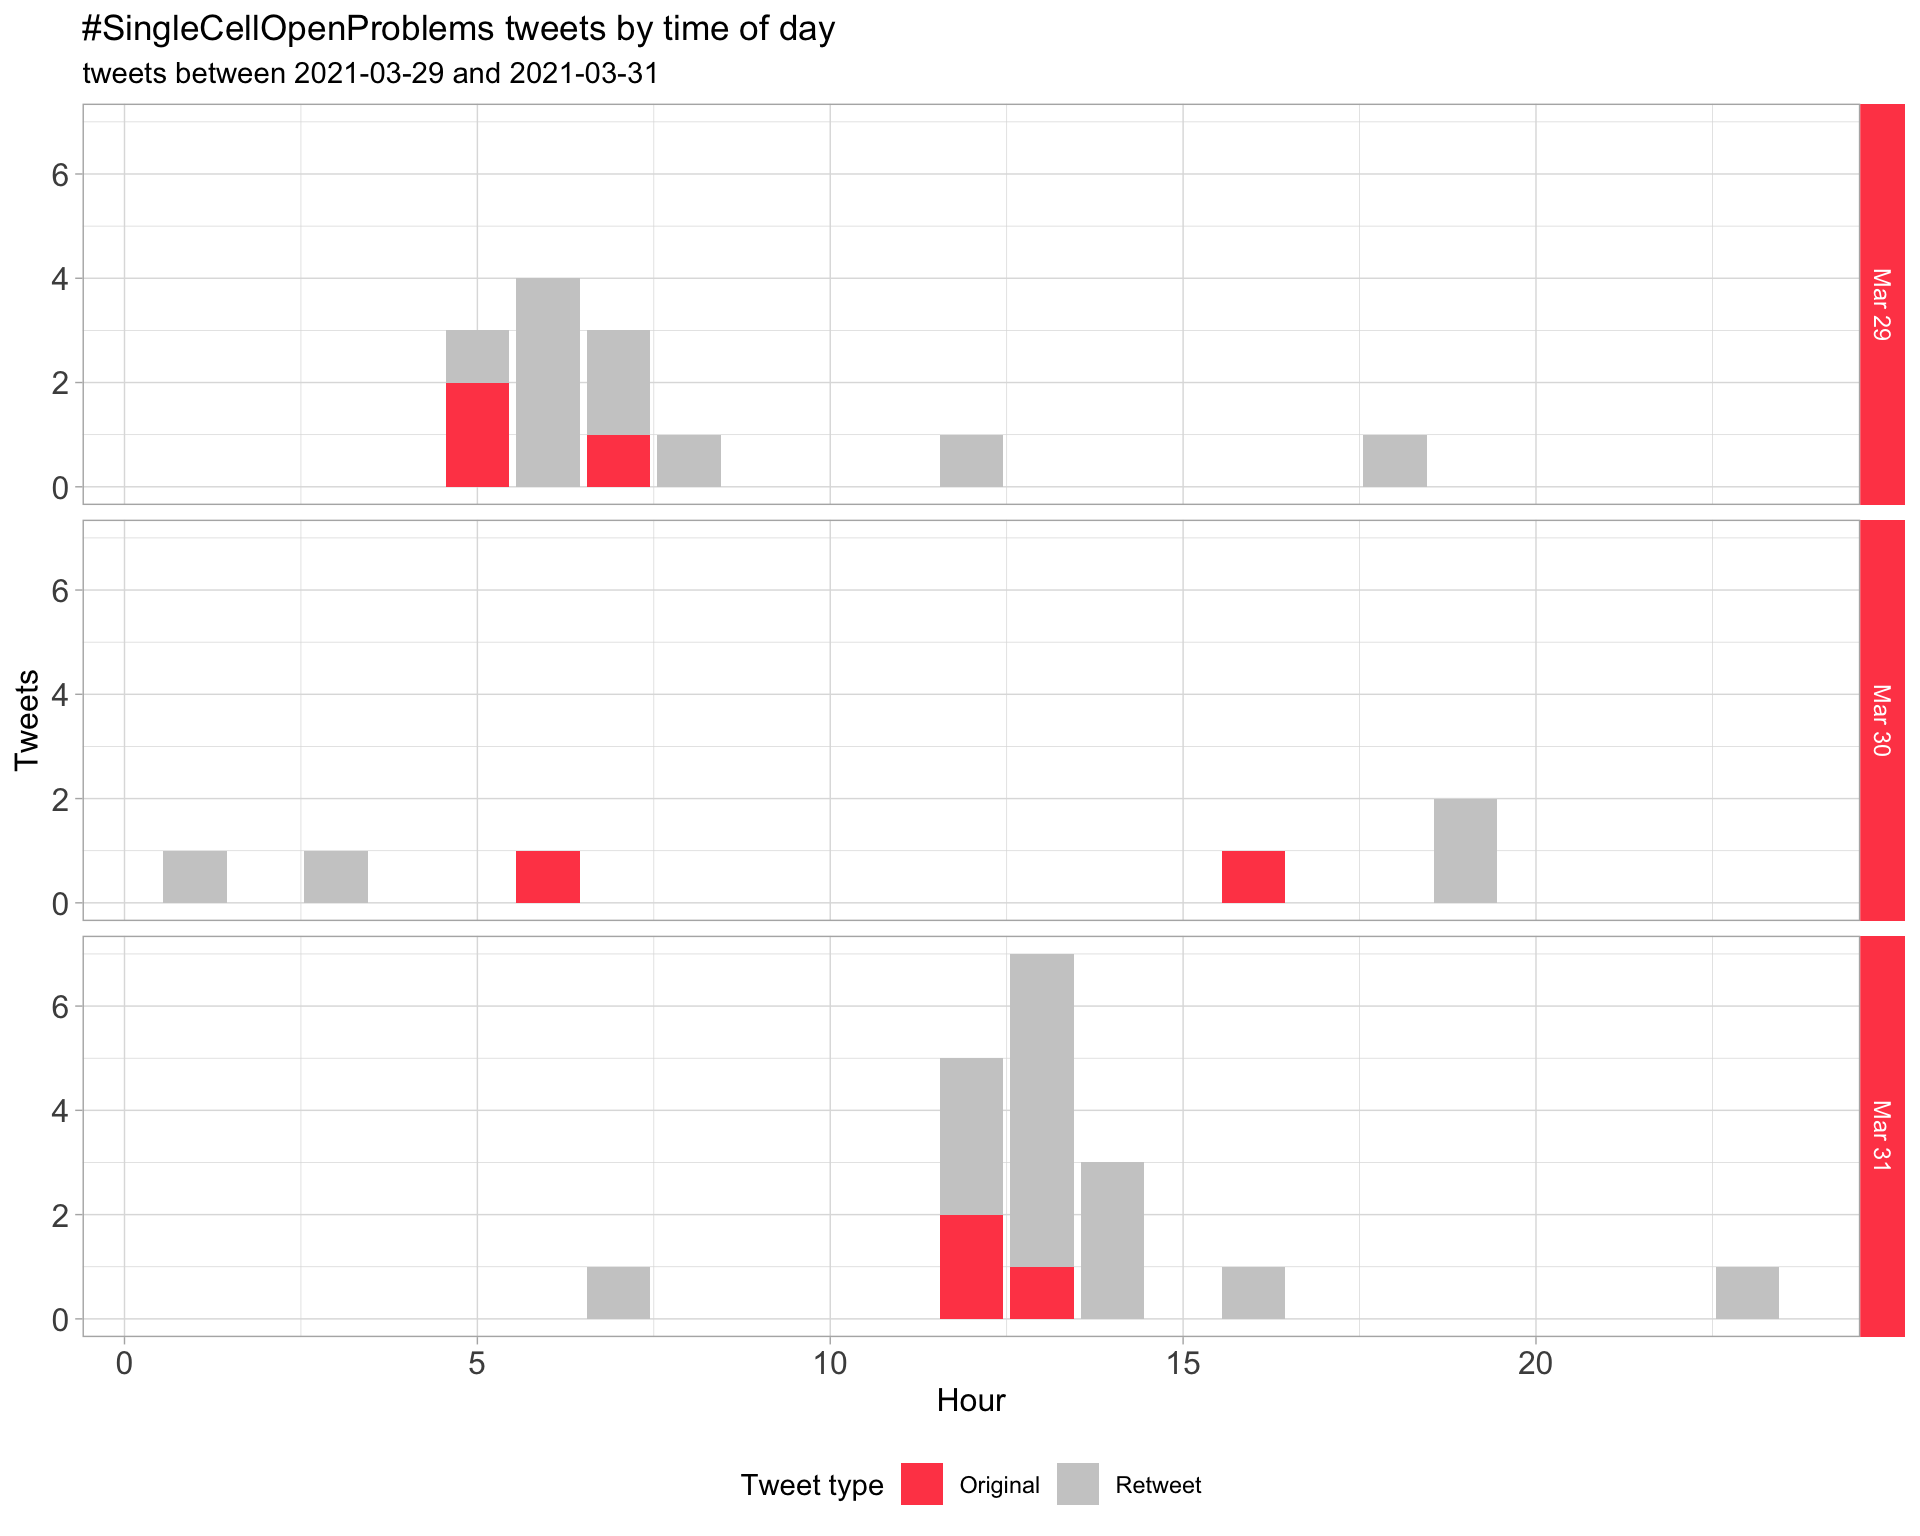 #SingleCellOpenProblems tweets by time of day
tweets between 2021-03-29 and 2021-03-31
6
4
2
0
Mar 29
6
4
2
0
Mar 30
Tweets
6
4
2
0
Mar 31
0 5 10 15 20
Hour
Tweet type Original Retweet